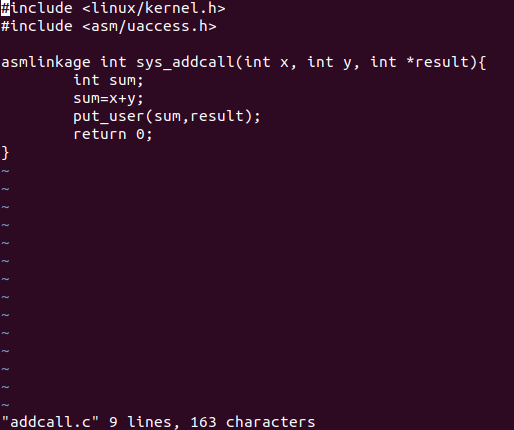 #include <linux/kernel.h>
#include <asm/uaccess.h>

asmlinkage int sys_addcall(int x, int y, int *result){
        int sum;
        sum=x+y;
        put_user(sum,result);
        return 0;
}
~
~
~
~
~
~
~
~
~
~
~
~
~
~
"addcall.c" 9 lines, 163 characters